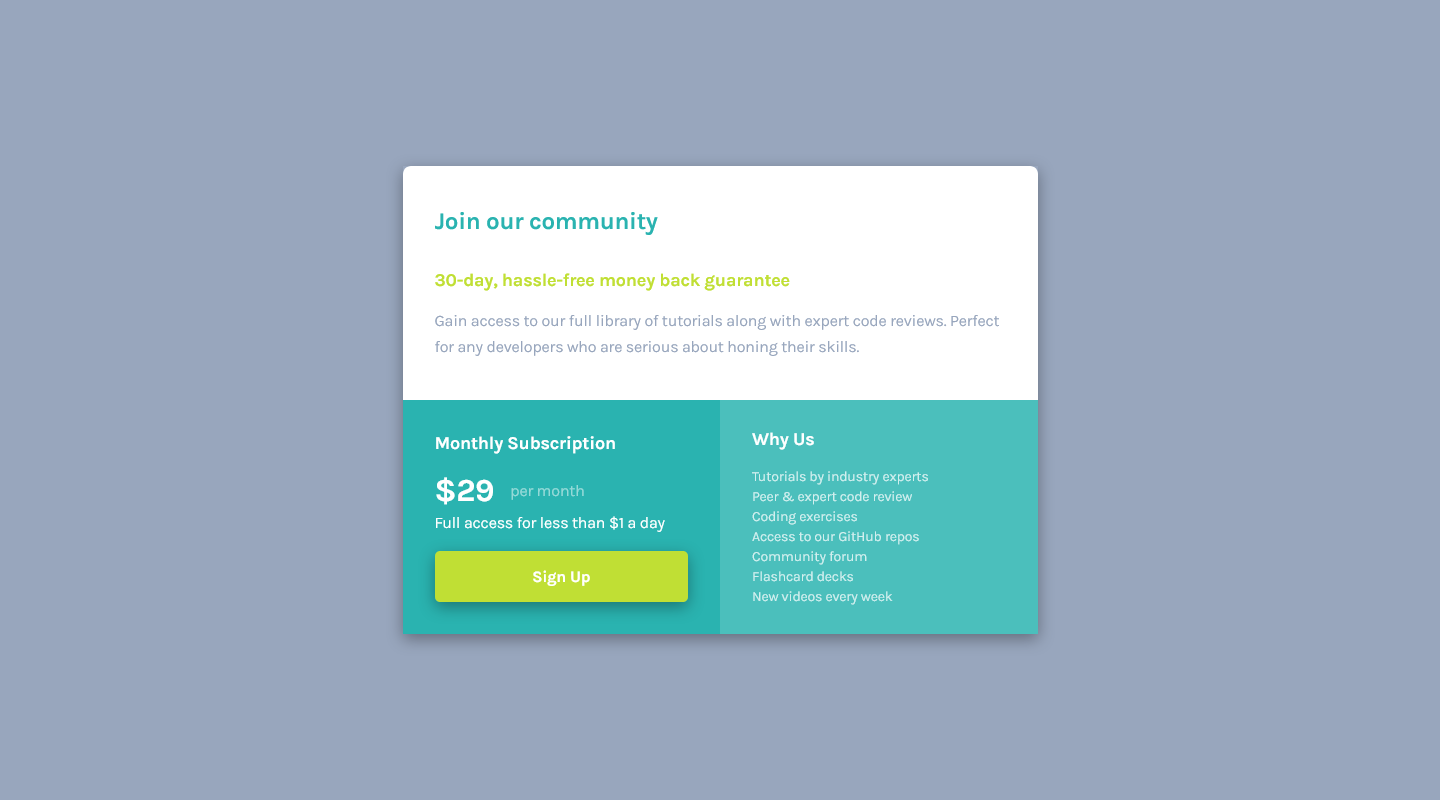 Join our community
30-day, hassle-free money back guarantee
Gain access to our full library of tutorials along with expert code reviews. Perfect
for any developers who are serious about honing their skills.
Monthly Subscription
$29 per month
Full access for less than $1 a day
Sign Up
Why Us
Tutorials by industry experts
Peer & expert code review
Coding exercises
Access to our GitHub repos
Community forum
Flashcard decks
New videos every week